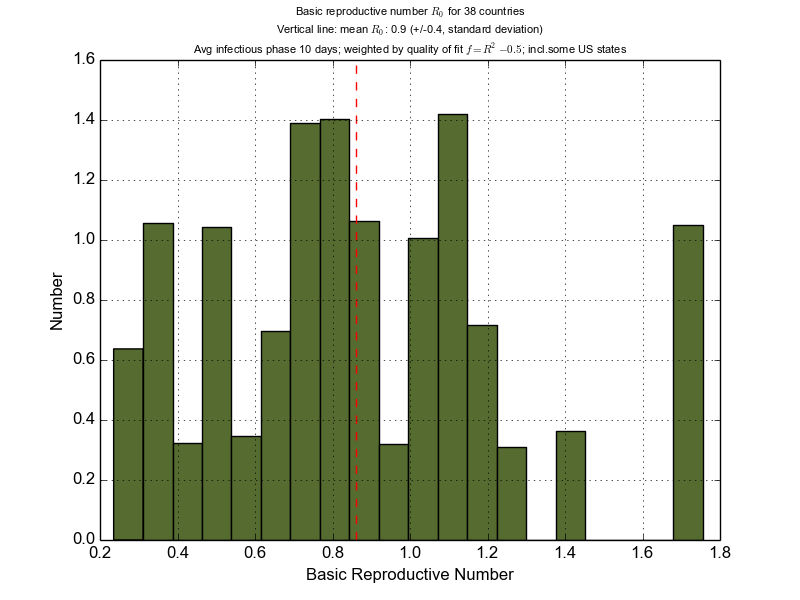 Basic reproductive number R₀ for 38 countries
Vertical line: mean R₀: 0.9 (+/-0.4, standard deviation)
Avg infectious phase 10 days; weighted by quality of fit f=R² −0.5; incl.some US states
1.6
1.4
1.2
1.0
0.8
0.6
0.4
0.2
0.0
Number
0.2 0.4 0.6 0.8 1.0 1.2 1.4 1.6 1.8
Basic Reproductive Number